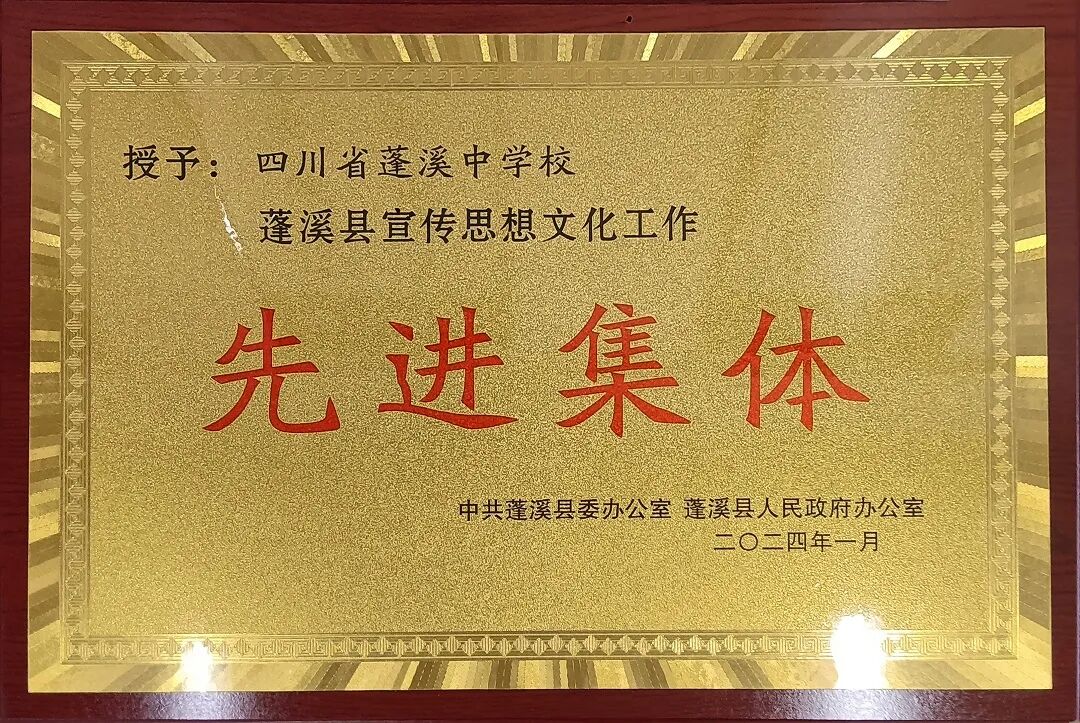 授予：四川省蓬溪中学校
蓬溪县宣传思想文化工作
先进集体
中共蓬溪县委办公室 蓬溪县人民政府办公室
二〇二四年一月